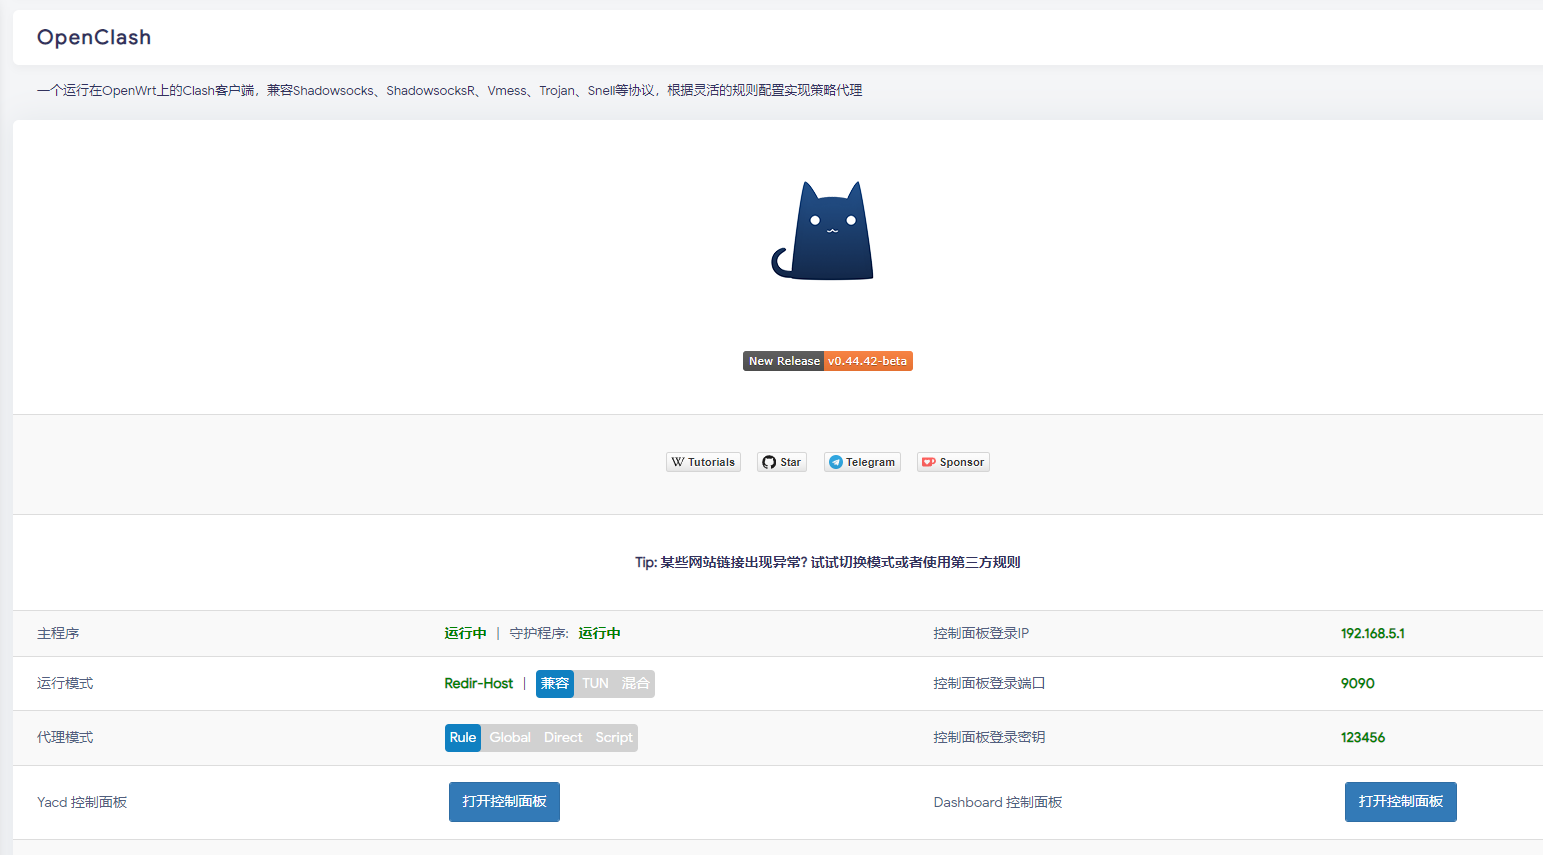 OpenClash
一个运行在OpenWrt上的Clash客户端，兼容Shadowsocks、ShadowsocksR、Vmess、Trojan、Snell等协议，根据灵活的规则配置实现策略代理
New Release v0.44.42-beta
Tutorials Star Telegram Sponsor
Tip: 某些网站链接出现异常? 试试切换模式或者使用第三方规则
主程序 运行中 | 守护程序: 运行中 控制面板登录IP 192.168.5.1
运行模式 Redir-Host | 兼容 TUN 混合 控制面板登录端口 9090
代理模式 Rule Global Direct Script 控制面板登录密钥 123456
Yacd 控制面板 打开控制面板 Dashboard 控制面板 打开控制面板